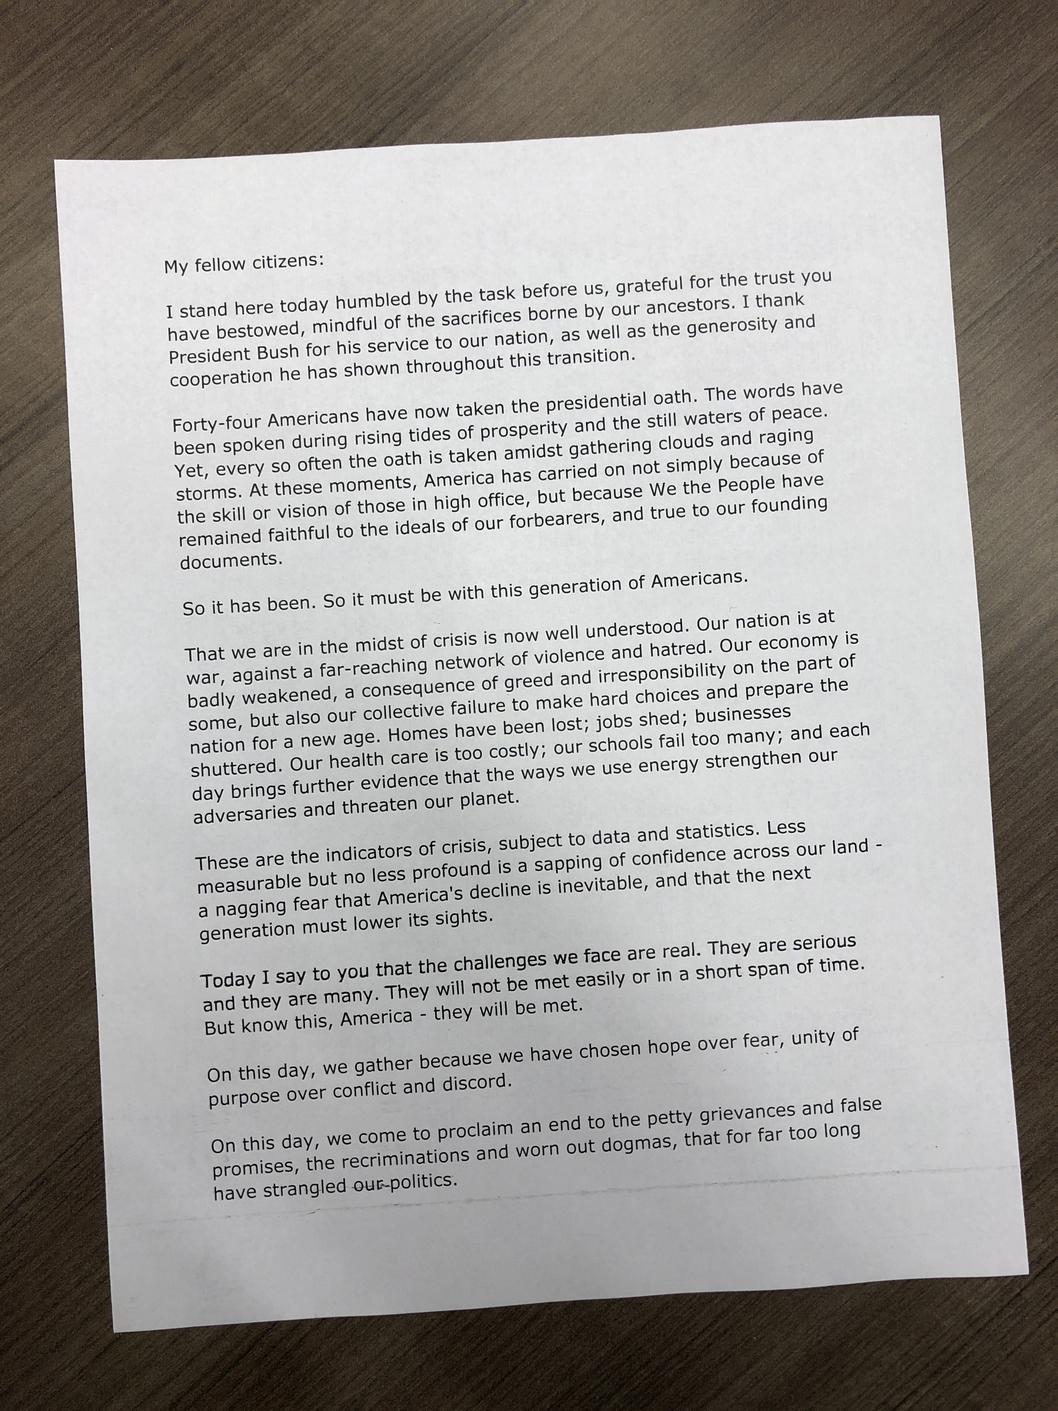 My fellow citizens:
I stand here today humbled by the task before us, grateful for the trust you
have bestowed, mindful of the sacrifices borne by our ancestors. I thank
President Bush for his service to our nation, as well as the generosity and
cooperation he has shown throughout this transition.
Forty-four Americans have now taken the presidential oath. The words have
been spoken during rising tides of prosperity and the still waters of peace.
Yet, every so often the oath is taken amidst gathering clouds and raging
storms. At these moments, America has carried on not simply because of
the skill or vision of those in high office, but because We the People have
remained faithful to the ideals of our forbearers, and true to our founding
documents.
So it has been. So it must be with this generation of Americans.
That we are in the midst of crisis is now well understood. Our nation is at
war, against a far-reaching network of violence and hatred. Our economy is
badly weakened, a consequence of greed and irresponsibility on the part of
some, but also our collective failure to make hard choices and prepare the
nation for a new age. Homes have been lost; jobs shed; businesses
shuttered. Our health care is too costly; our schools fail too many; and each
day brings further evidence that the ways we use energy strengthen our
adversaries and threaten our planet.
These are the indicators of crisis, subject to data and statistics. Less
measurable but no less profound is a sapping of confidence across our land -
a nagging fear that America's decline is inevitable, and that the next
generation must lower its sights.
Today I say to you that the challenges we face are real. They are serious
and they are many. They will not be met easily or in a short span of time.
But know this, America - they will be met.
On this day, we gather because we have chosen hope over fear, unity of
purpose over conflict and discord.
On this day, we come to proclaim an end to the petty grievances and false
promises, the recriminations and worn out dogmas, that for far too long
have strangled our politics.